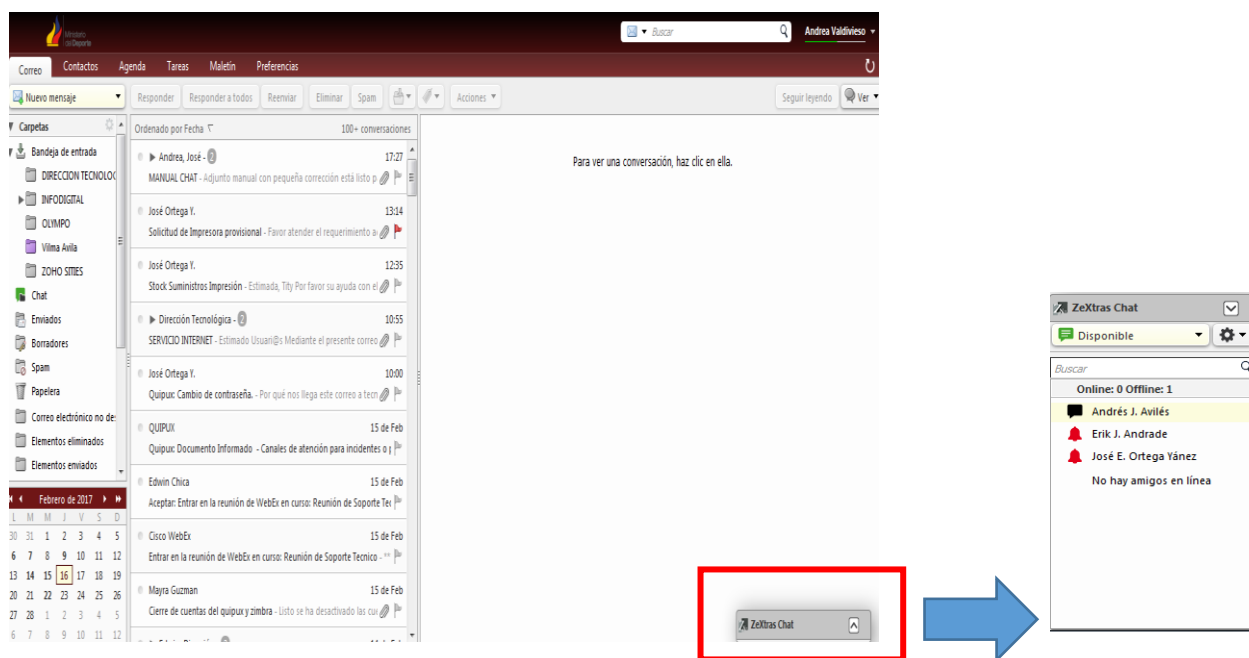 Ministerio
del Deporte
Buscar
Andrea Valdivieso
Correo Contactos Agenda Tareas Maletín Preferencias
Nuevo mensaje Responder Responder a todos Reenviar Eliminar Spam Acciones Seguir leyendo Ver
Carpetas
Bandeja de entrada
DIRECCION TECNOLOG
INFODIGITAL
OLYMPO
Vilma Avila
ZOHO SITIES
Chat
Enviados
Borradores
Spam
Papelera
Correo electrónico no de
Elementos eliminados
Elementos enviados
Febrero de 2017
L M M J V S D
30 31 1 2 3 4 5
6 7 8 9 10 11 12
13 14 15 16 17 18 19
20 21 22 23 24 25 26
27 28 1 2 3 4 5
6 7 8 9 10 11 12
Ordenado por Fecha 100+ conversaciones
Andrea, José - 2 17:27
MANUAL CHAT - Adjunto manual con pequeña corrección está listo p
José Ortega Y. 13:14
Solicitud de Impresora provisional - Favor atender el requerimiento a
José Ortega Y. 12:35
Stock Suministros Impresión - Estimada, Tity Por favor su ayuda con el
Dirección Tecnológica - 2 10:55
SERVICIO INTERNET - Estimado Usuari@s Mediante el presente correo
José Ortega Y. 10:00
Quipux: Cambio de contraseña. - Por qué nos llega este correo a tecn
QUIPUX 15 de Feb
Quipux: Documento Informado - Canales de atención para incidentes o
Edwin Chica 15 de Feb
Aceptar: Entrar en la reunión de WebEx en curso: Reunión de Soporte Tec
Cisco WebEx 15 de Feb
Entrar en la reunión de WebEx en curso: Reunión de Soporte Tecnico -
Mayra Guzman 15 de Feb
Cierre de cuentas del quipux y zimbra - Listo se ha desactivado las cue
Para ver una conversación, haz clic en ella.
ZeXtras Chat
ZeXtras Chat
Disponible
Buscar
Online: 0 Offline: 1
Andrés J. Avilés
Erik J. Andrade
José E. Ortega Yánez
No hay amigos en línea